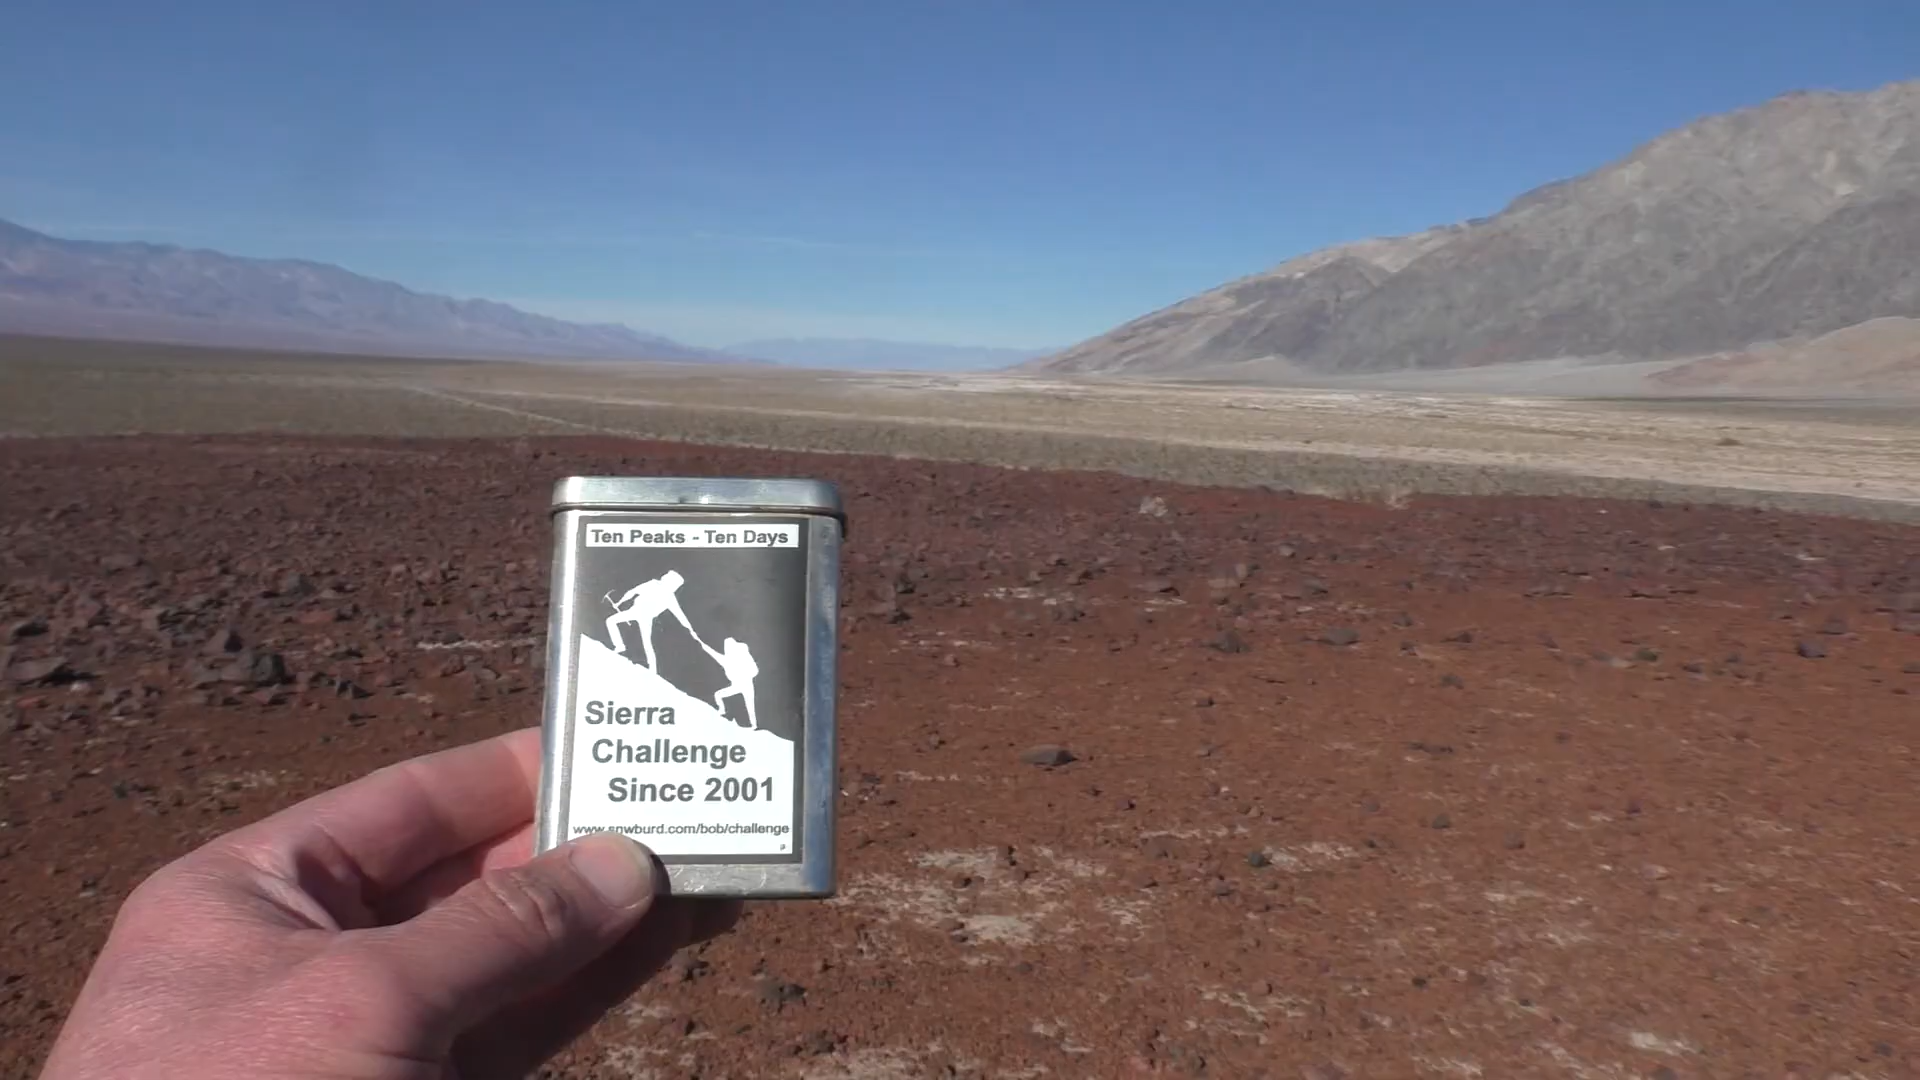 Ten Peaks - Ten Days
Sierra
Challenge
Since 2001
www.snwburd.com/bob/challenge